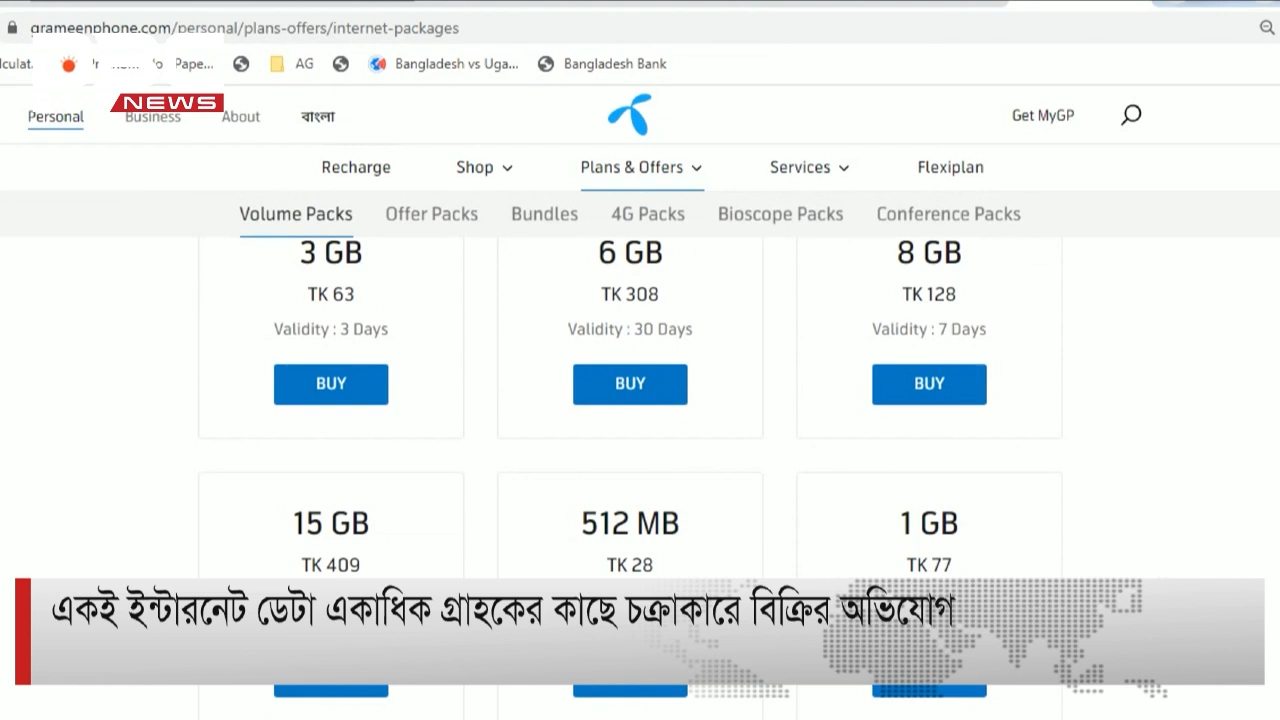 grameenphone.com/personal/plans-offers/internet-packages
Pape... AG Bangladesh vs Uga... Bangladesh Bank
NEWS
Personal Business About বাংলা Get MyGP
Recharge Shop Plans & Offers Services Flexiplan
Volume Packs Offer Packs Bundles 4G Packs Bioscope Packs Conference Packs
3 GB 6 GB 8 GB
TK 63 TK 308 TK 128
Validity : 3 Days Validity : 30 Days Validity : 7 Days
BUY BUY BUY
15 GB 512 MB 1 GB
TK 409 TK 28 TK 77
একই ইন্টারনেট ডেটা একাধিক গ্রাহকের কাছে চক্রাকারে বিক্রির অভিযোগ